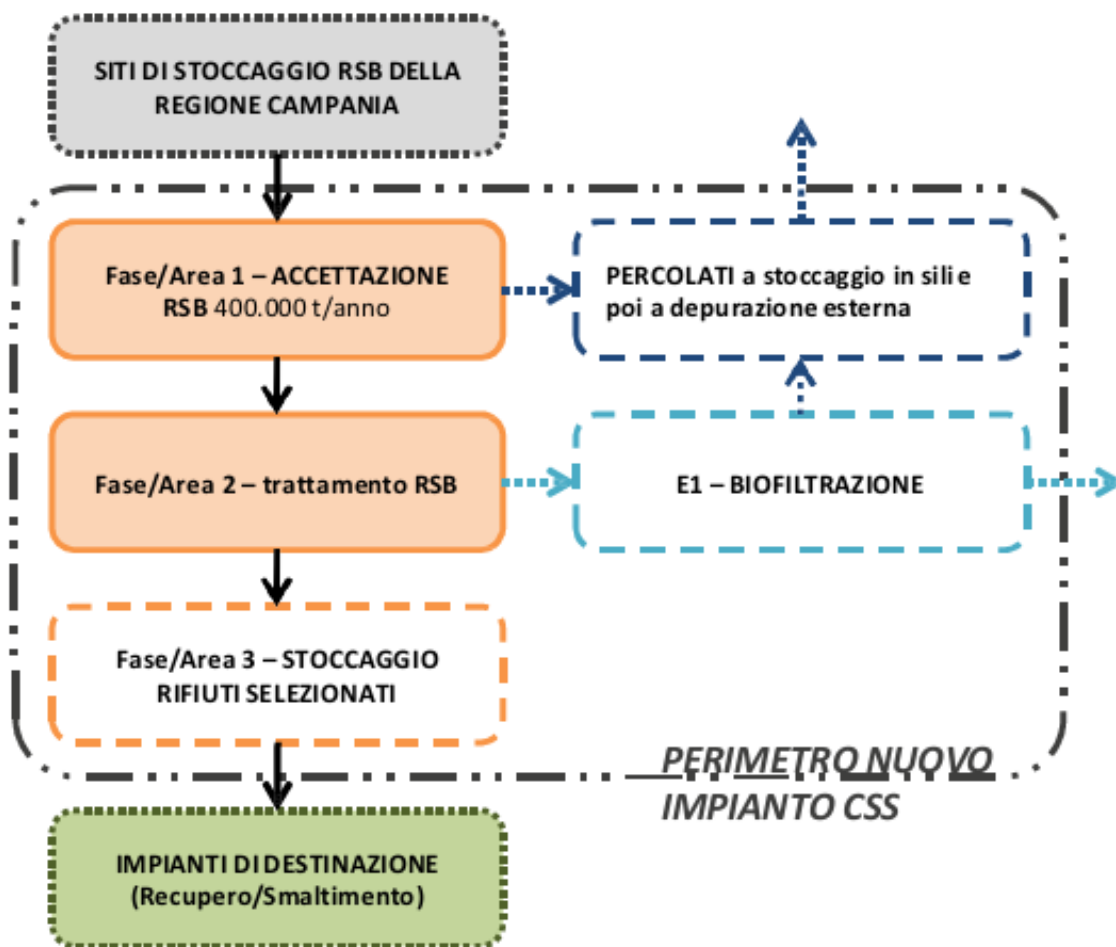 SITI DI STOCCAGGIO RSB DELLA
REGIONE CAMPANIA
Fase/Area 1 – ACCETTAZIONE
RSB 400.000 t/anno
PERCOLATI a stoccaggio in sili e
poi a depurazione esterna
Fase/Area 2 – trattamento RSB
E1 – BIOFILTRAZIONE
Fase/Area 3 – STOCCAGGIO
RIFIUTI SELEZIONATI
PERIMETRO NUOVO
IMPIANTO CSS
IMPIANTI DI DESTINAZIONE
(Recupero/Smaltimento)